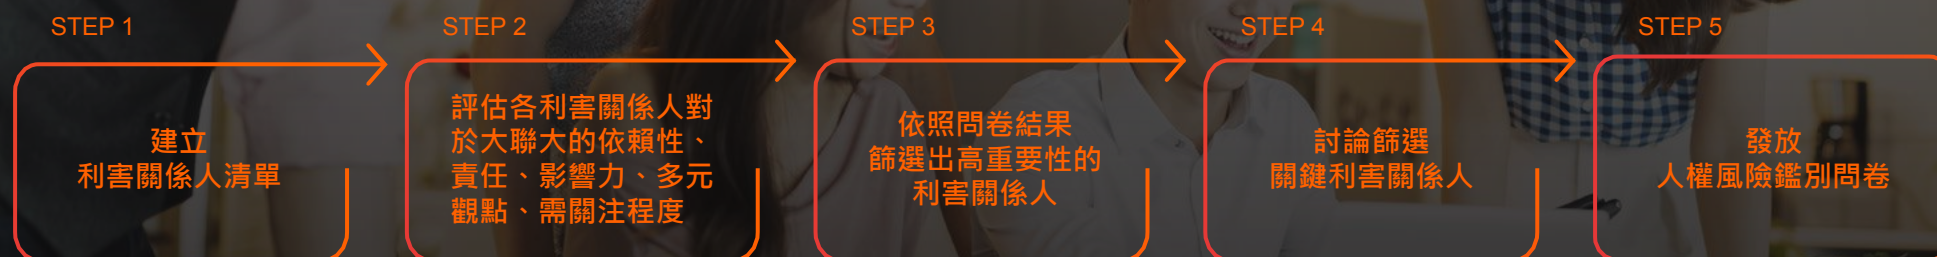 STEP 1
建立
利害關係人清單
STEP 2
評估各利害關係人對
於大聯大的依賴性、
責任、影響力、多元
觀點、需關注程度
STEP 3
依照問卷結果
篩選出高重要性的
利害關係人
STEP 4
討論篩選
關鍵利害關係人
STEP 5
發放
人權風險鑑別問卷